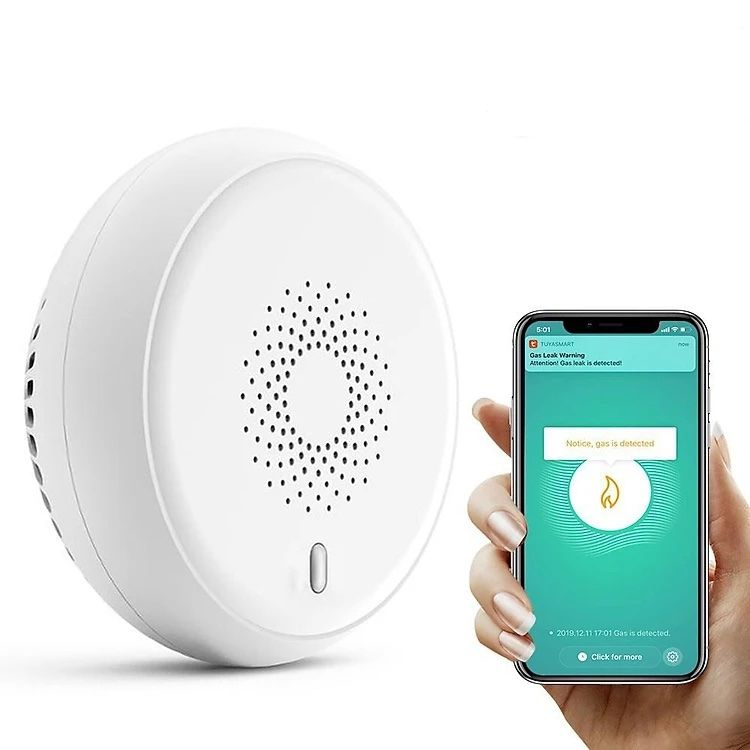 5:01
TUYASMART
now
Gas Leak Warning
Attention! Gas leak is detected!
Notice, gas is detected
2019.12.11 17:01 Gas is detected.
Click for more